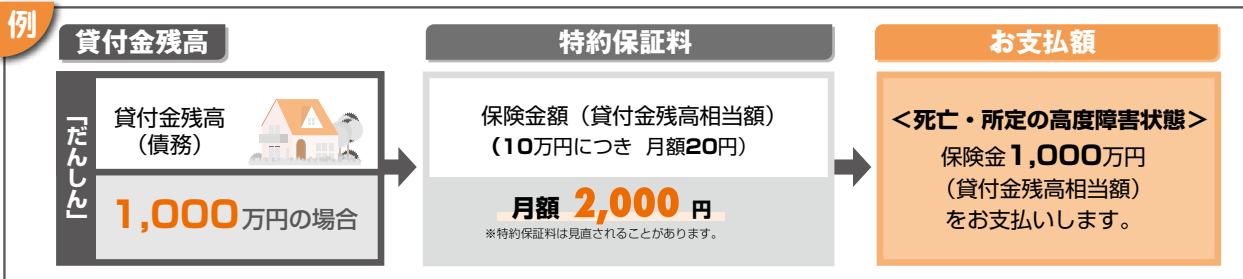 例
貸付金残高
特約保証料
お支払額
「だんしん」
貸付金残高
（債務）
1,000万円の場合
保険金額（貸付金残高相当額）
（10万円につき 月額20円）
月額 2,000 円
※特約保証料は見直されることがあります。
＜死亡・所定の高度障害状態＞
保険金1,000万円
（貸付金残高相当額）
をお支払いします。